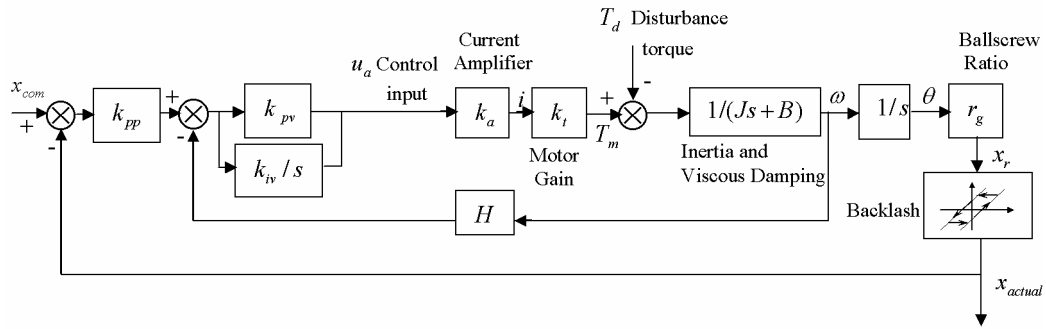 T_d Disturbance
torque
Current
Amplifier
u_a Control
input
Ballscrew
Ratio
x_com
+
-
k_pp
+
-
k_pv
k_iv / s
k_a
i
k_t
+
-
T_m
1/(Js + B)
ω
1/s
θ
r_g
Motor
Gain
Inertia and
Viscous Damping
x_r
H
Backlash
x_actual